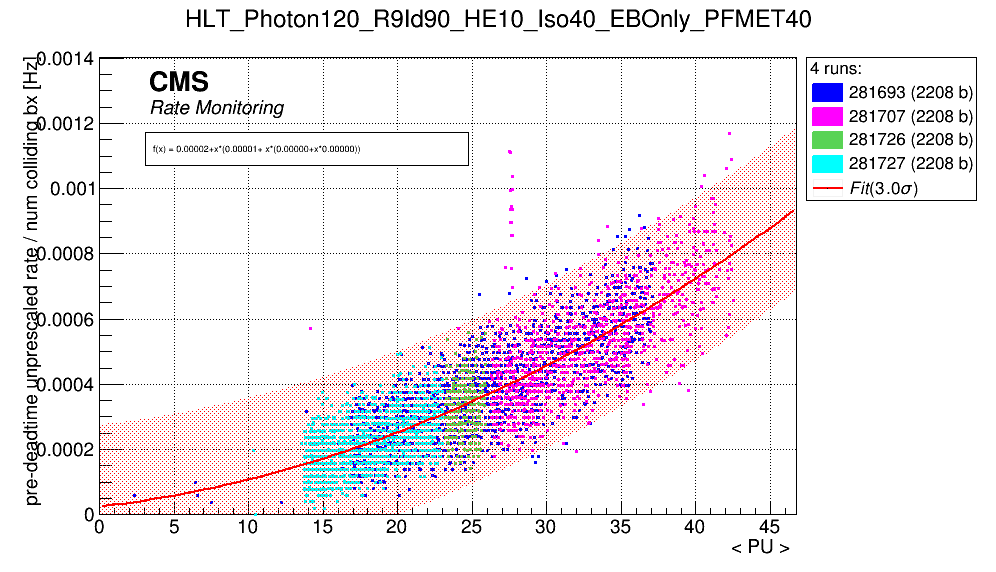 HLT_Photon120_R9Id90_HE10_Iso40_EBOnly_PFMET40
pre-deadtime unprescaled rate / num colliding bx [Hz]
0.0014
0.0012
0.001
0.0008
0.0006
0.0004
0.0002
0
CMS
Rate Monitoring
f(x) = 0.00002+x*(0.00001+ x*(0.00000+x*0.00000))
4 runs:
281693 (2208 b)
281707 (2208 b)
281726 (2208 b)
281727 (2208 b)
Fit(3.0σ)
0 5 10 15 20 25 30 35 40 45
< PU >